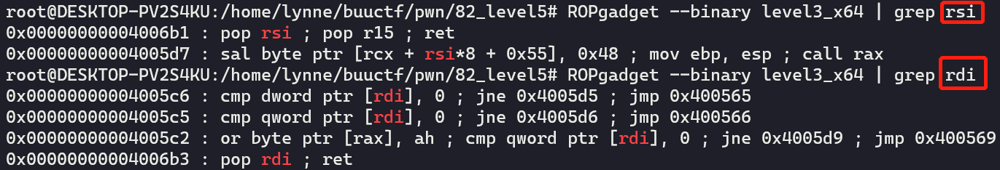 root@DESKTOP-PV2S4KU:/home/lynne/buuctf/pwn/82_level5# ROPgadget --binary level3_x64 | grep rsi
0x00000000004006b1 : pop rsi ; pop r15 ; ret
0x00000000004005d7 : sal byte ptr [rcx + rsi*8 + 0x55], 0x48 ; mov ebp, esp ; call rax
root@DESKTOP-PV2S4KU:/home/lynne/buuctf/pwn/82_level5# ROPgadget --binary level3_x64 | grep rdi
0x00000000004005c6 : cmp dword ptr [rdi], 0 ; jne 0x4005d5 ; jmp 0x400565
0x00000000004005c5 : cmp qword ptr [rdi], 0 ; jne 0x4005d6 ; jmp 0x400566
0x00000000004005c2 : or byte ptr [rax], ah ; cmp qword ptr [rdi], 0 ; jne 0x4005d9 ; jmp 0x400569
0x00000000004006b3 : pop rdi ; ret